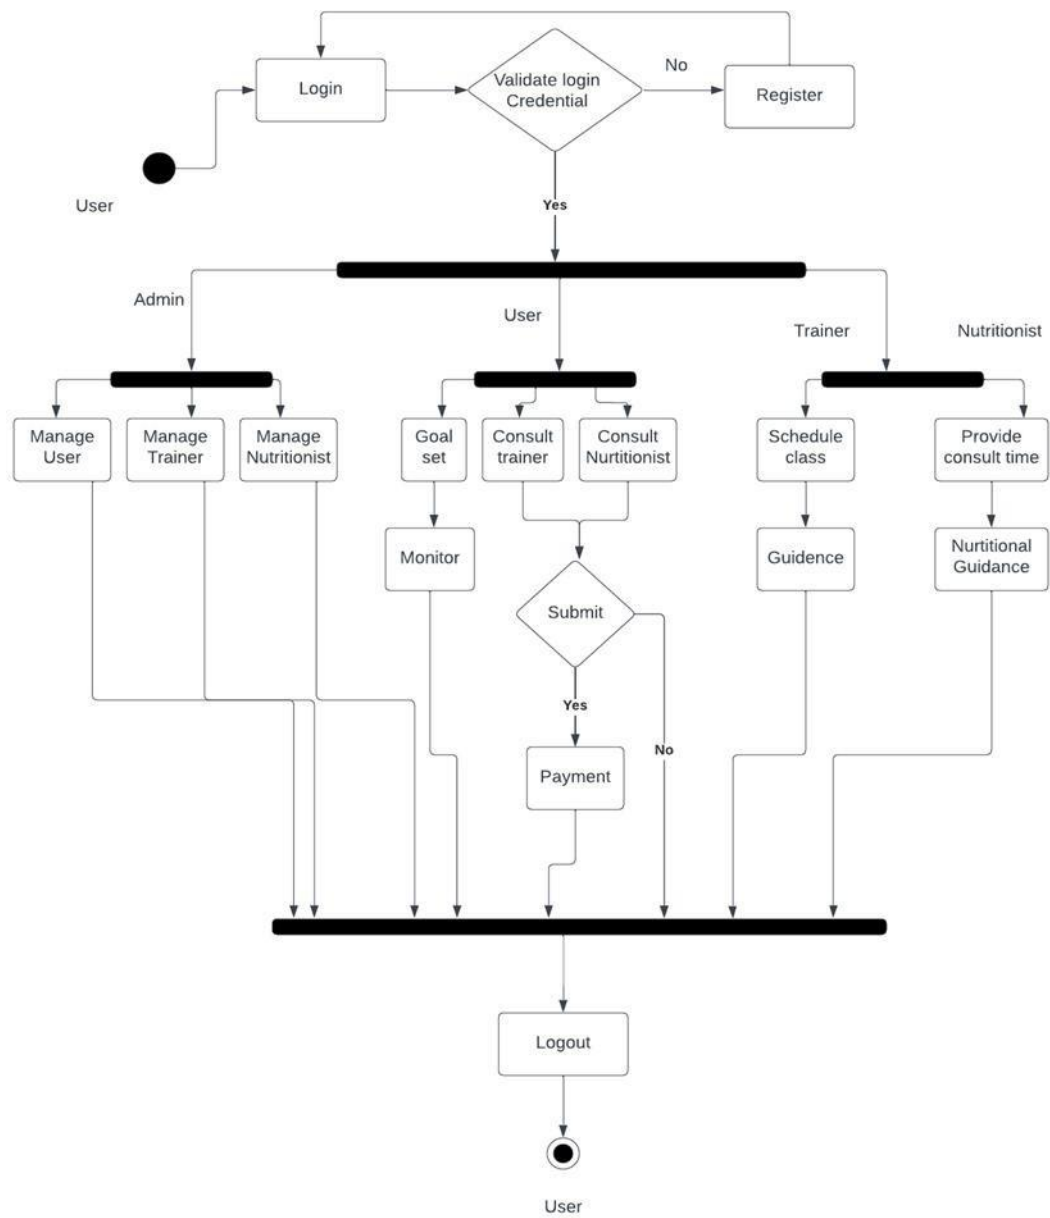 Login
Validate login
Credential
No
Register
User
Yes
Admin
User
Trainer
Nutritionist
Manage
User
Manage
Trainer
Manage
Nutritionist
Goal
set
Consult
trainer
Consult
Nurtitionist
Schedule
class
Provide
consult time
Monitor
Guidence
Nurtitional
Guidance
Submit
Yes
No
Payment
Logout
User